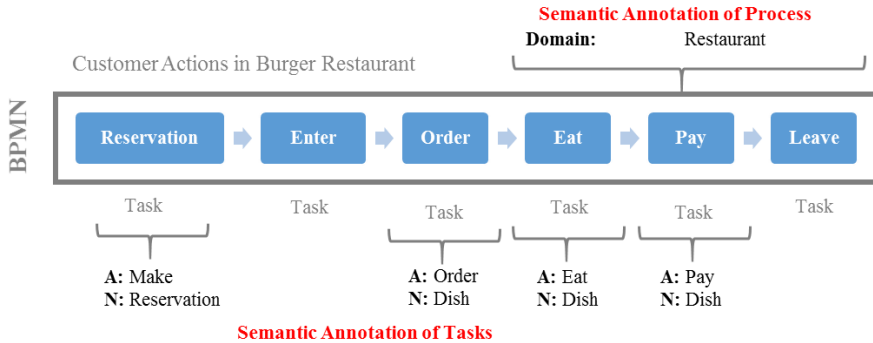 Semantic Annotation of Process
Domain: Restaurant
Customer Actions in Burger Restaurant
BPMN
Reservation Enter Order Eat Pay Leave
Task Task Task Task Task Task
A: Make A: Order A: Eat A: Pay
N: Reservation N: Dish N: Dish N: Dish
Semantic Annotation of Tasks